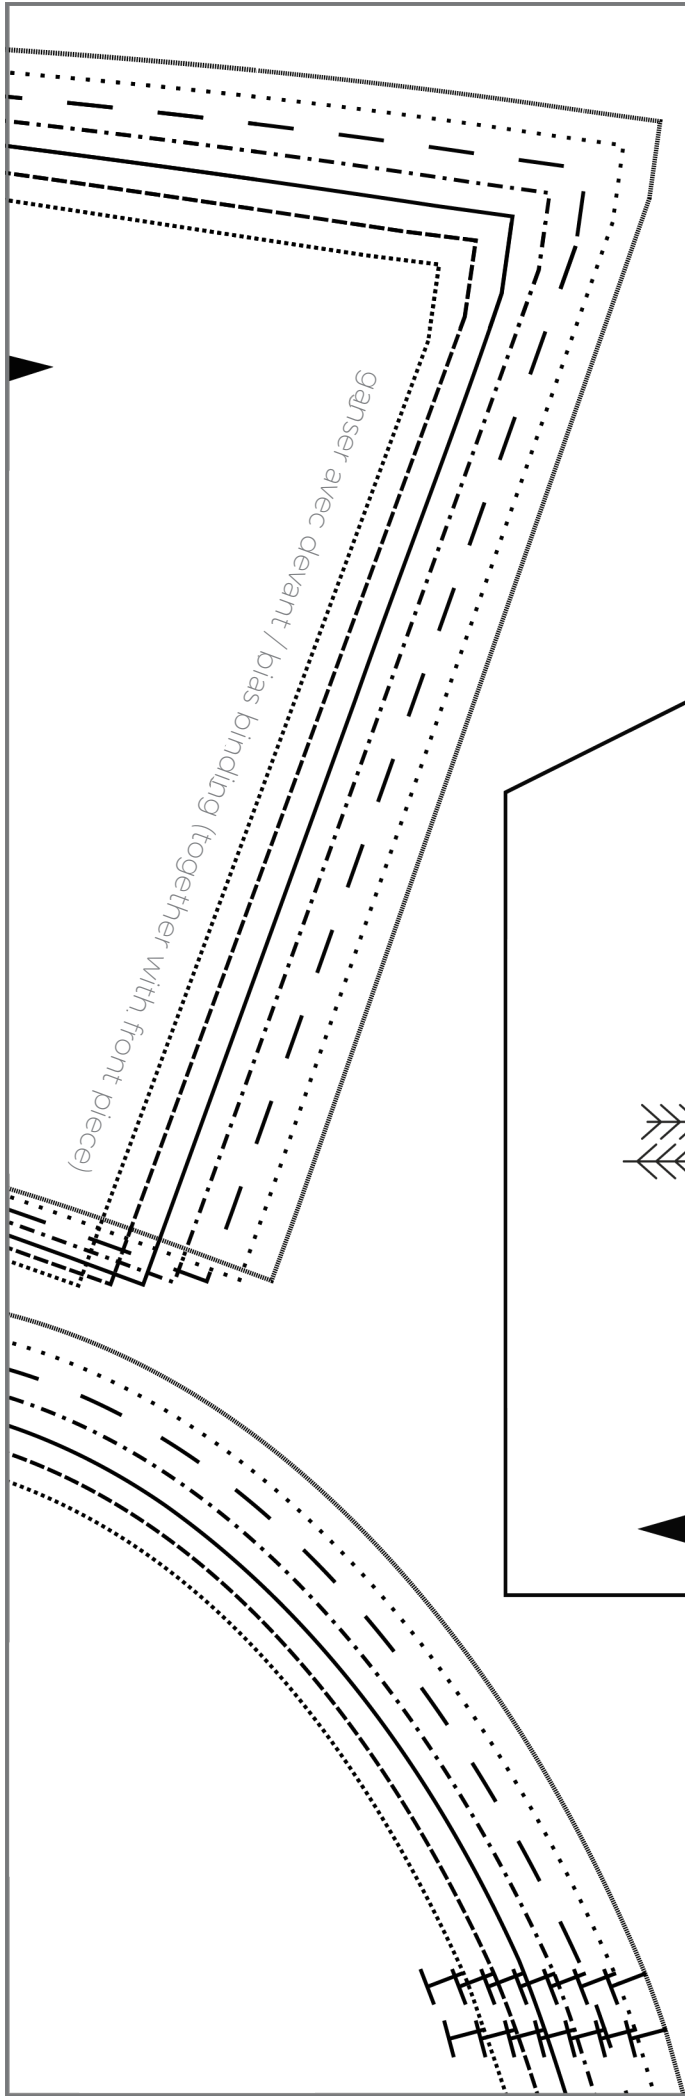 ganser avec devant / bias binding (together with front piece)